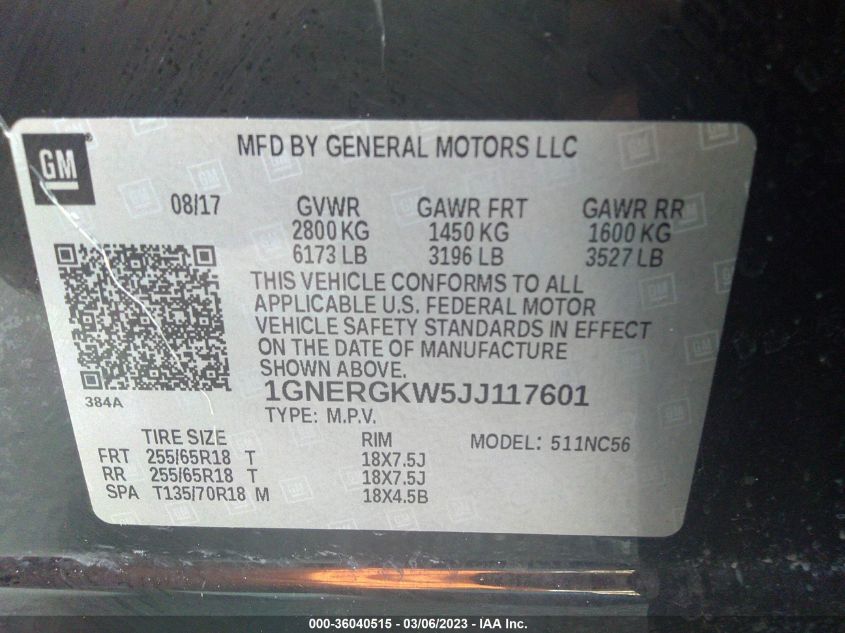 GM
MFD BY GENERAL MOTORS LLC
08/17 GVWR GAWR FRT GAWR RR
2800 KG 1450 KG 1600 KG
6173 LB 3196 LB 3527 LB
THIS VEHICLE CONFORMS TO ALL
APPLICABLE U.S. FEDERAL MOTOR
VEHICLE SAFETY STANDARDS IN EFFECT
ON THE DATE OF MANUFACTURE
SHOWN ABOVE.
384A
1GNERGKW5JJ117601
TYPE: M.P.V.
TIRE SIZE RIM MODEL: 511NC56
FRT 255/65R18 T 18X7.5J
RR 255/65R18 T 18X7.5J
SPA T135/70R18 M 18X4.5B
000-36040515 - 03/06/2023 - IAA Inc.